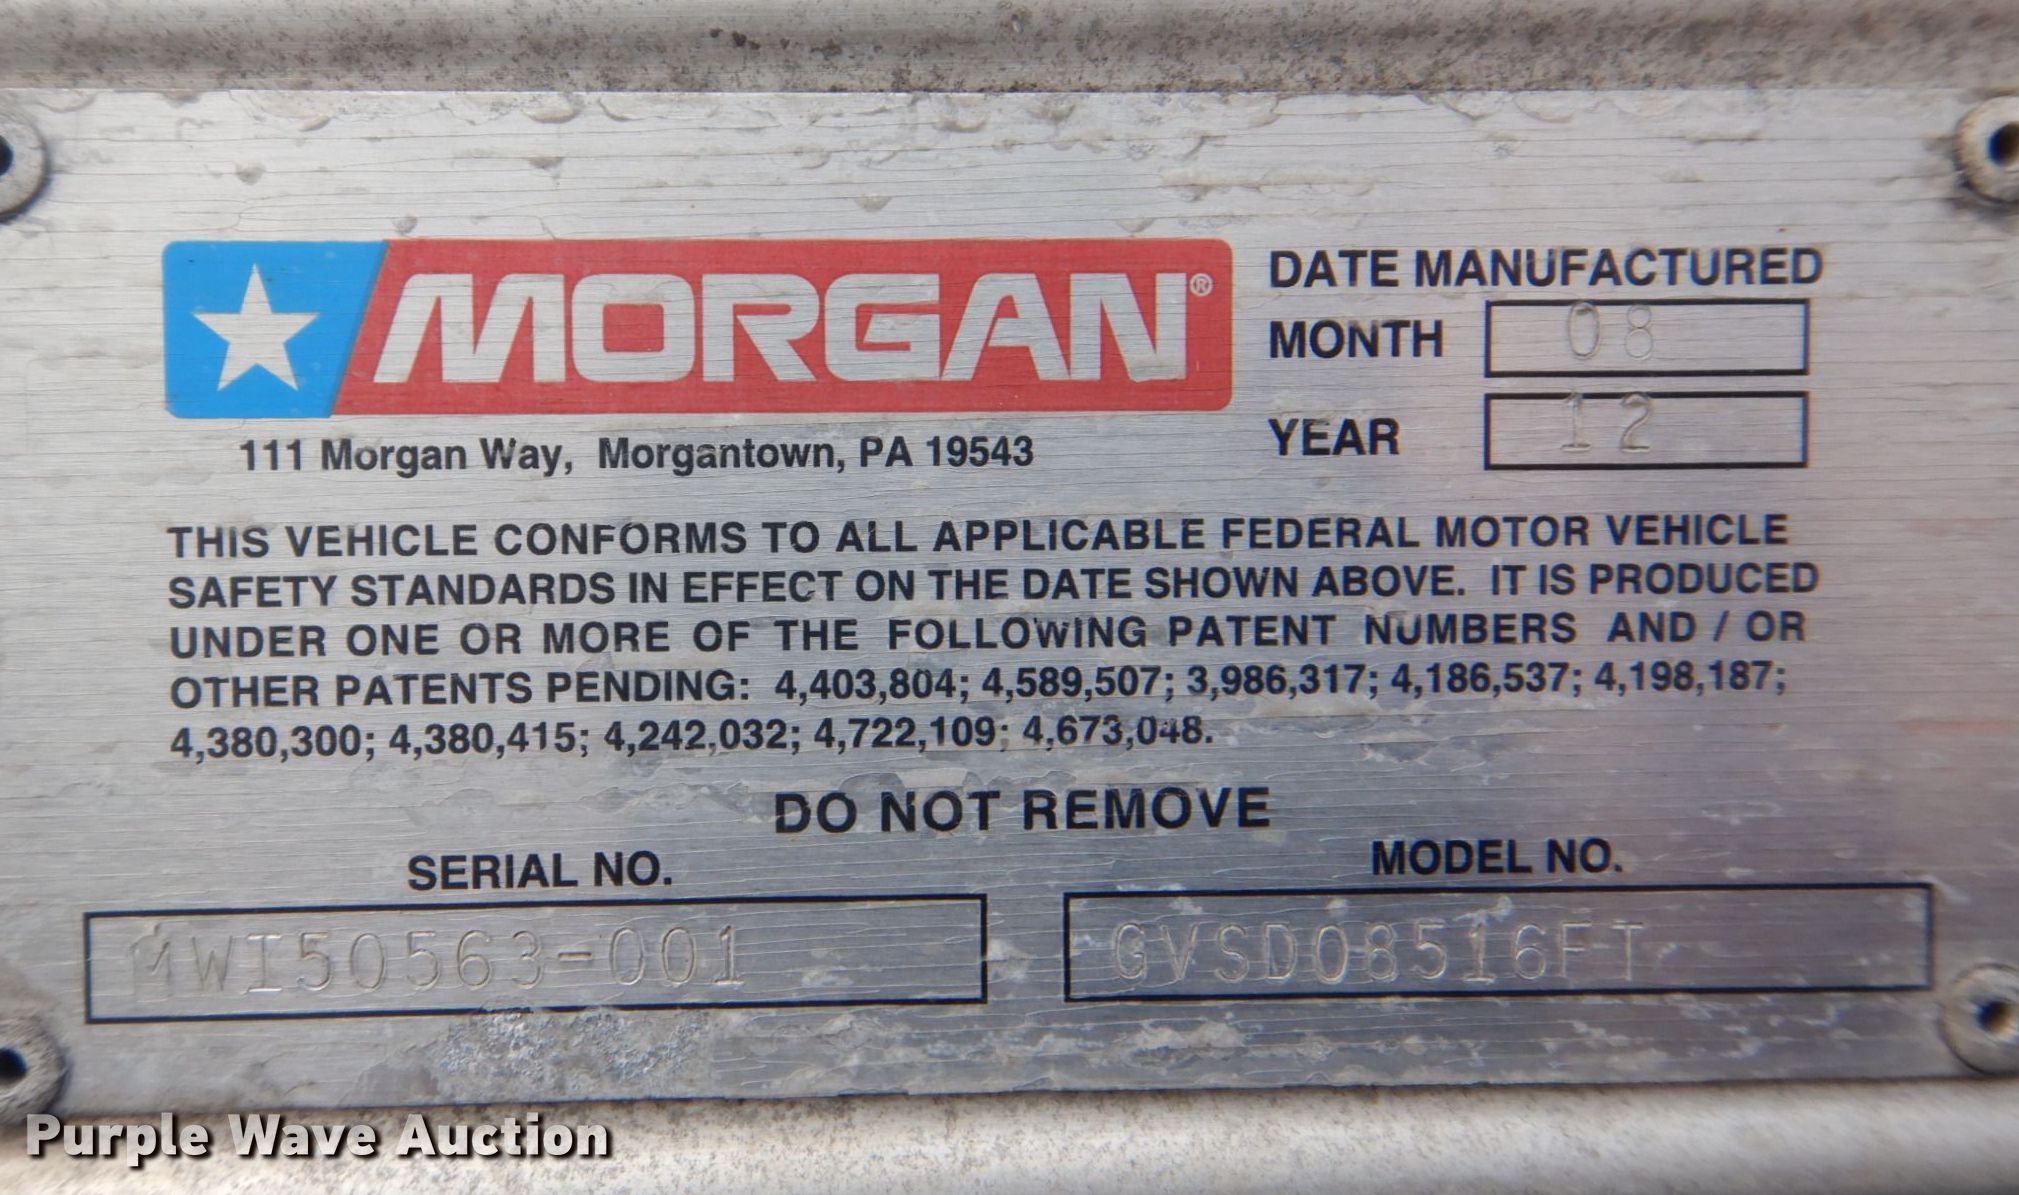 MORGAN®
111 Morgan Way, Morgantown, PA 19543
DATE MANUFACTURED
MONTH 08
YEAR 12
THIS VEHICLE CONFORMS TO ALL APPLICABLE FEDERAL MOTOR VEHICLE
SAFETY STANDARDS IN EFFECT ON THE DATE SHOWN ABOVE. IT IS PRODUCED
UNDER ONE OR MORE OF THE FOLLOWING PATENT NUMBERS AND / OR
OTHER PATENTS PENDING: 4,403,804; 4,589,507; 3,986,317; 4,186,537; 4,198,187;
4,380,300; 4,380,415; 4,242,032; 4,722,109; 4,673,048.
DO NOT REMOVE
SERIAL NO.
MWI50563-001
MODEL NO.
GVSD08516FT
Purple Wave Auction